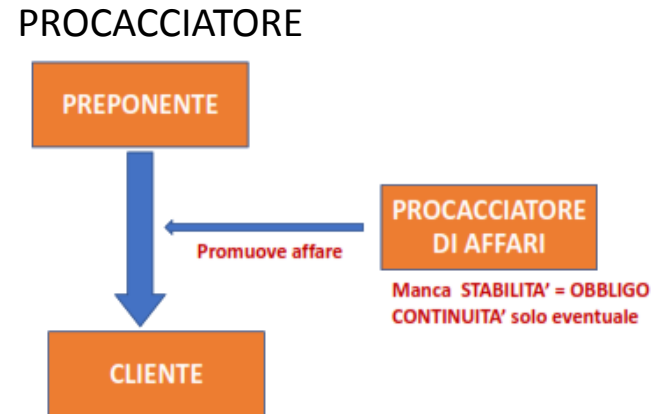 PROCACCIATORE
PREPONENTE
PROCACCIATORE
DI AFFARI
Promuove affare
Manca STABILITA’ = OBBLIGO
CONTINUITA’ solo eventuale
CLIENTE